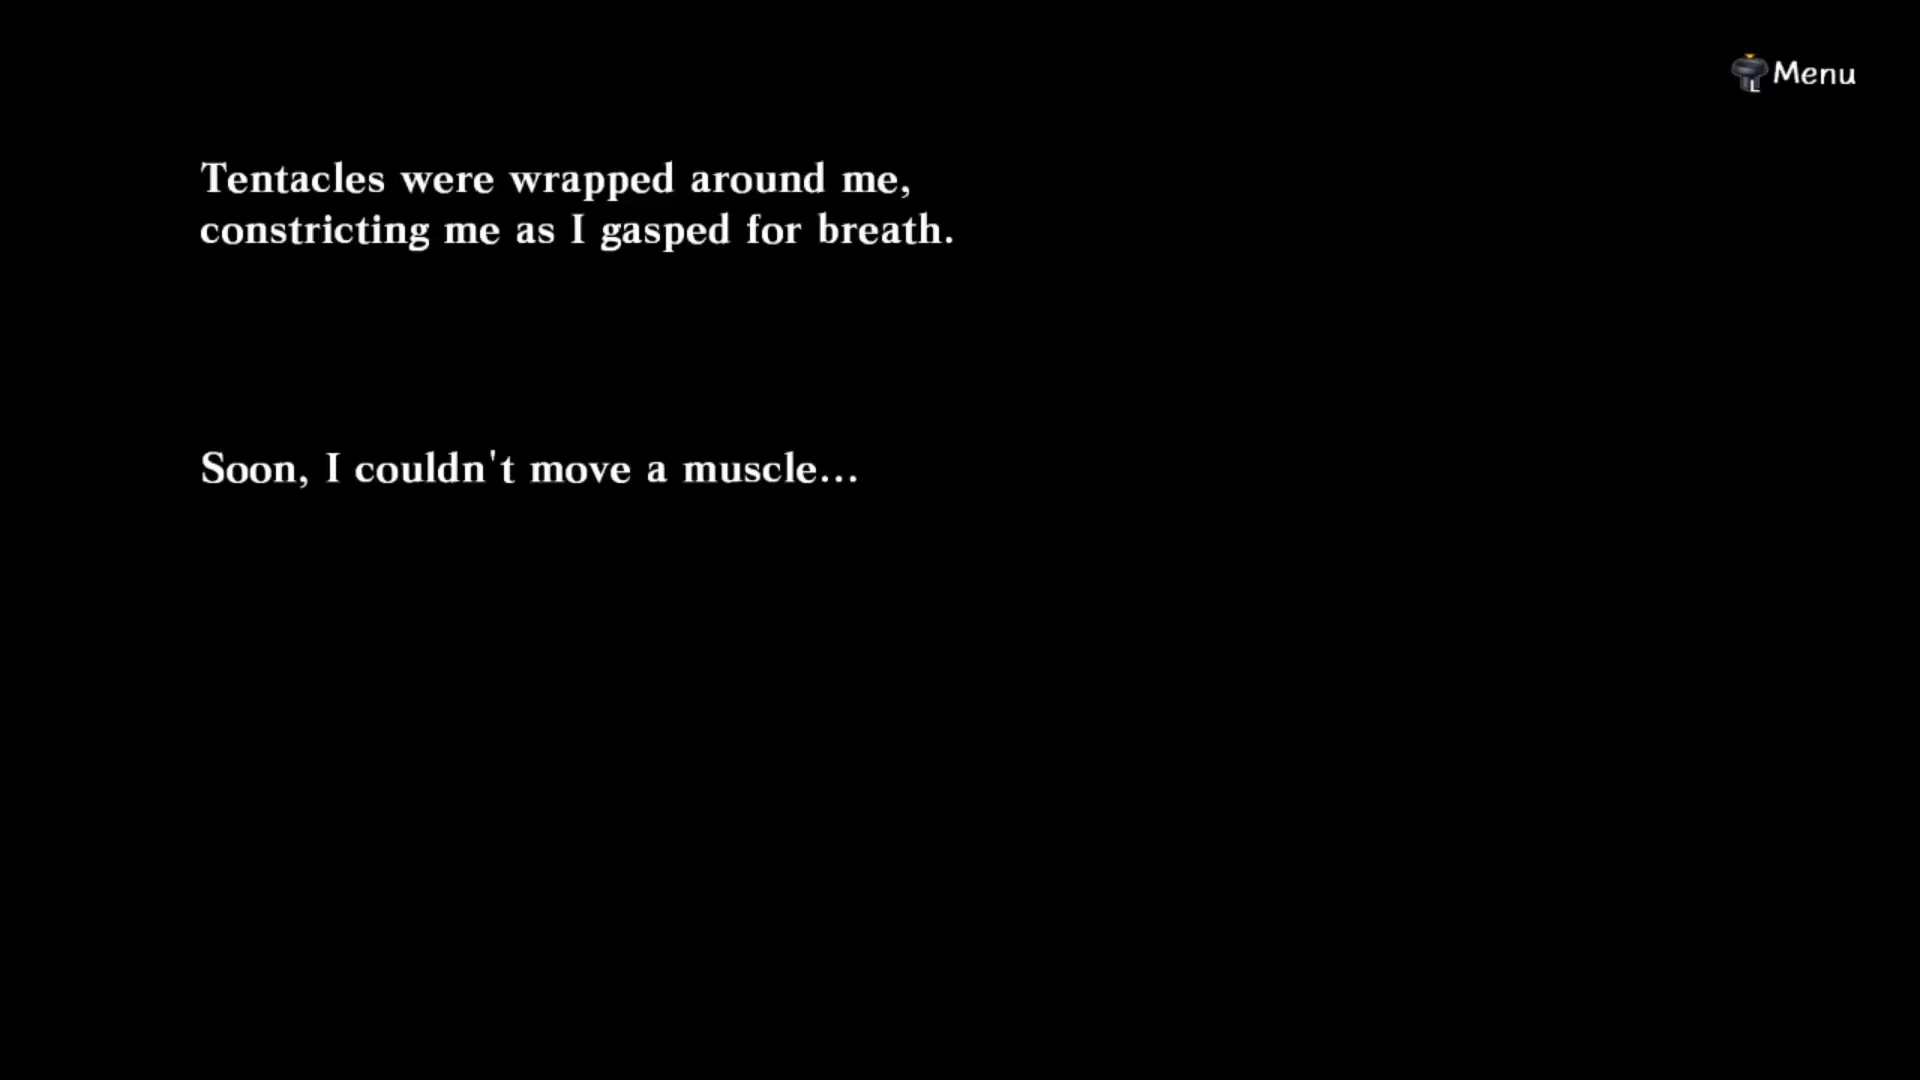 Menu
Tentacles were wrapped around me,
constricting me as I gasped for breath.
Soon, I couldn't move a muscle...